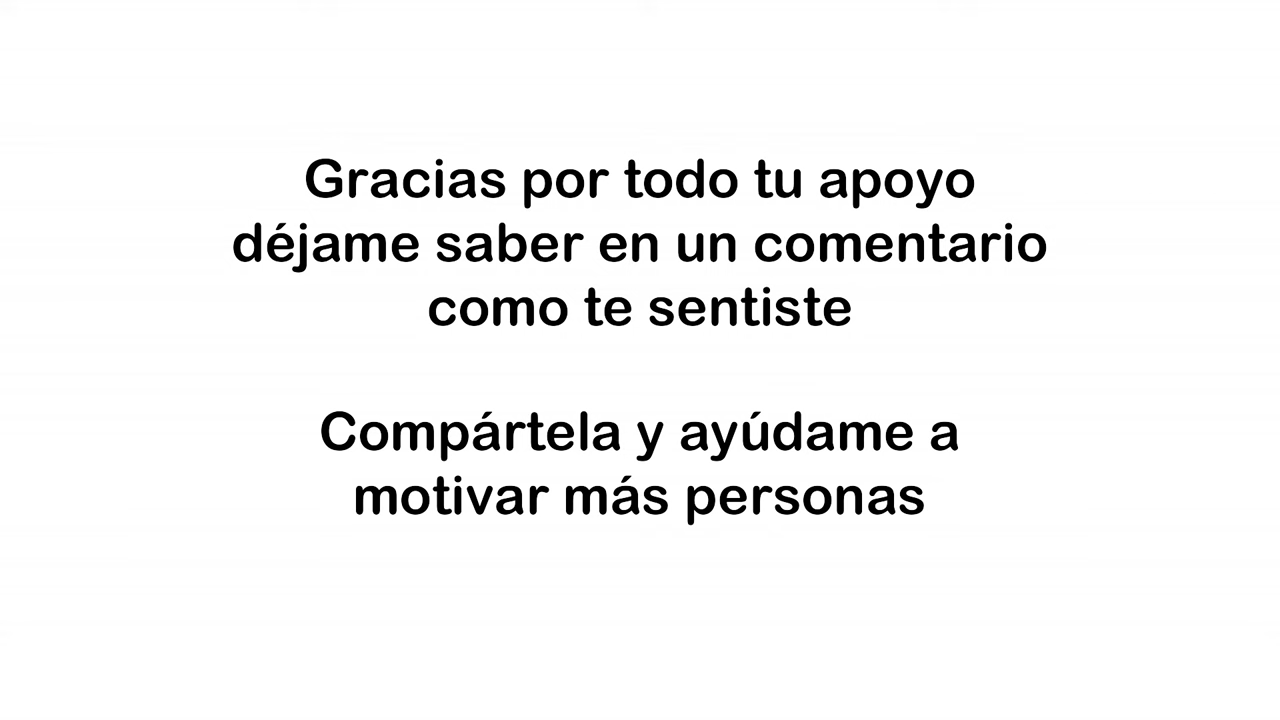 Gracias por todo tu apoyo
déjame saber en un comentario
como te sentiste
Compártela y ayúdame a
motivar más personas